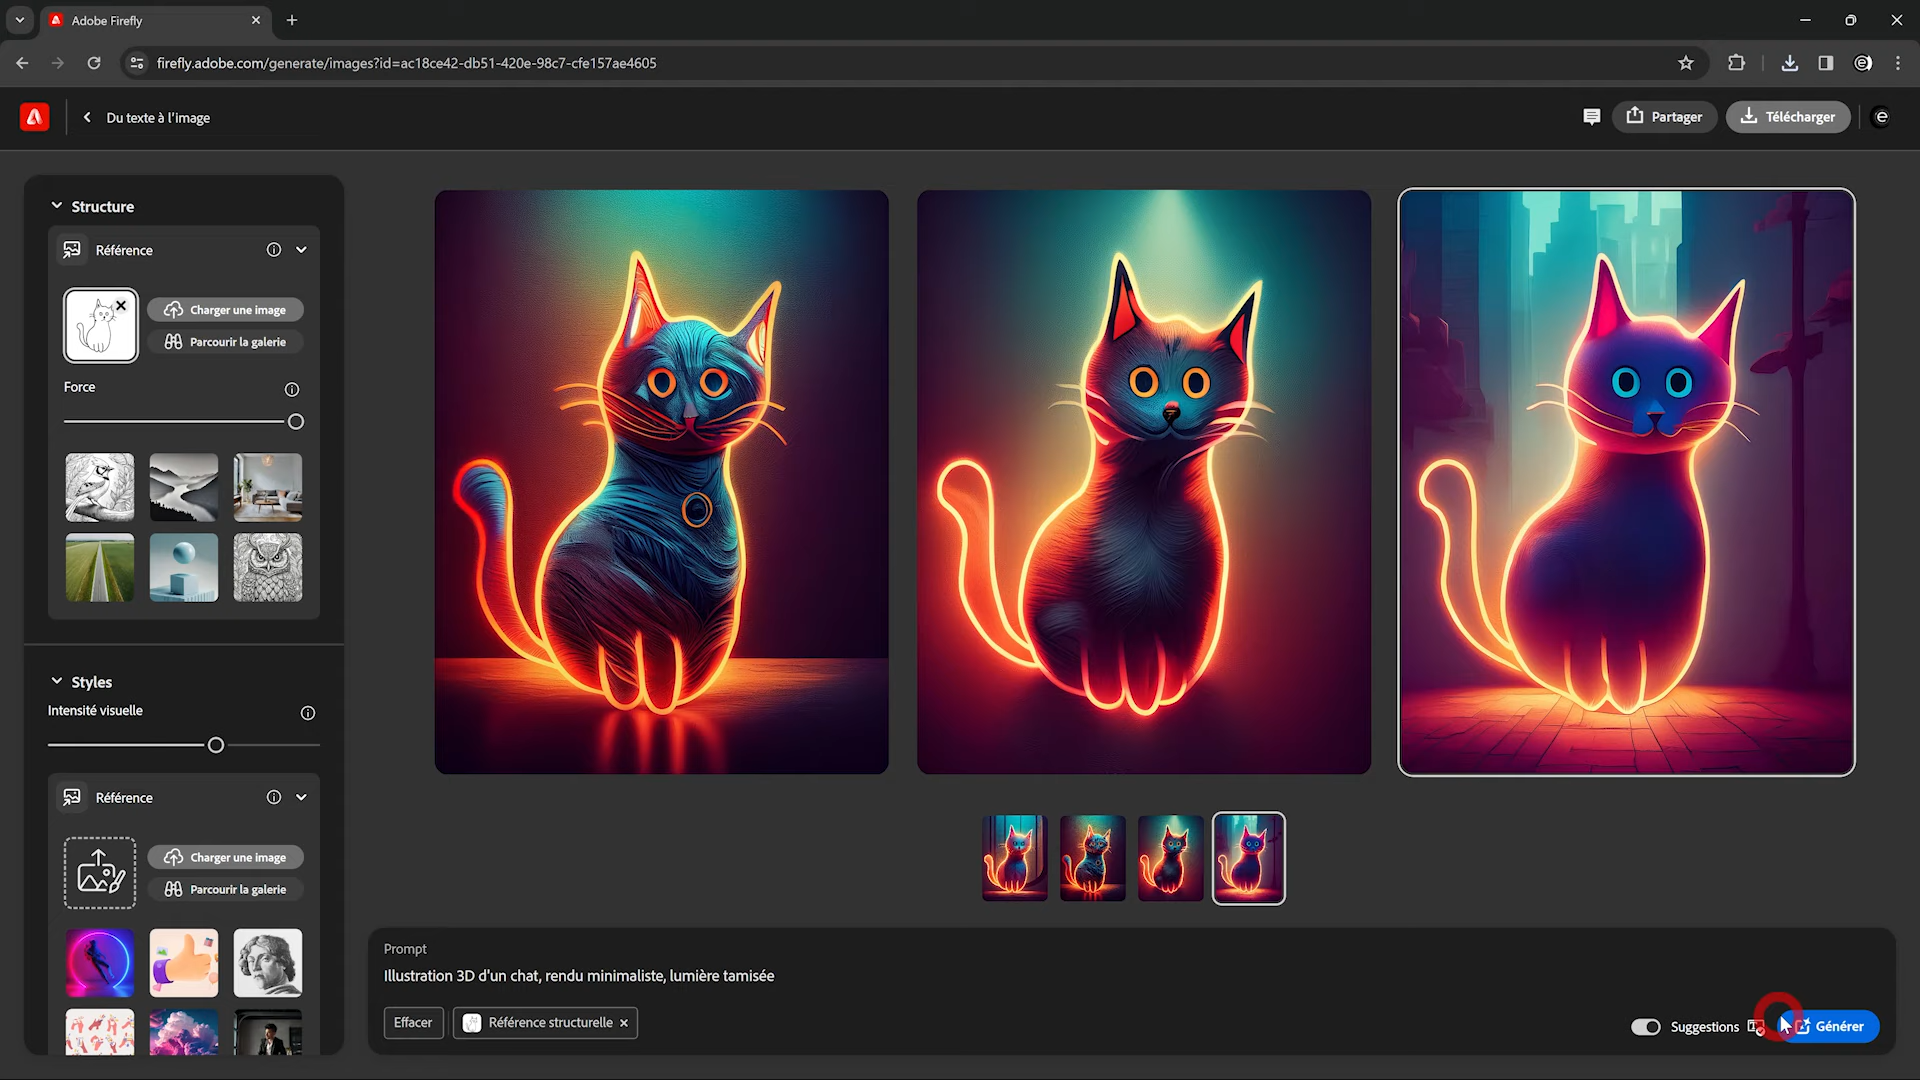 Adobe Firefly
firefly.adobe.com/generate/images?id=ac18ce42-db51-420e-98c7-cfe157ae4605
Du texte à l'image
Partager
Télécharger
Structure
Référence
Charger une image
Parcourir la galerie
Force
Styles
Intensité visuelle
Référence
Charger une image
Parcourir la galerie
Prompt
Illustration 3D d'un chat, rendu minimaliste, lumière tamisée
Effacer
Référence structurelle
Suggestions
Générer